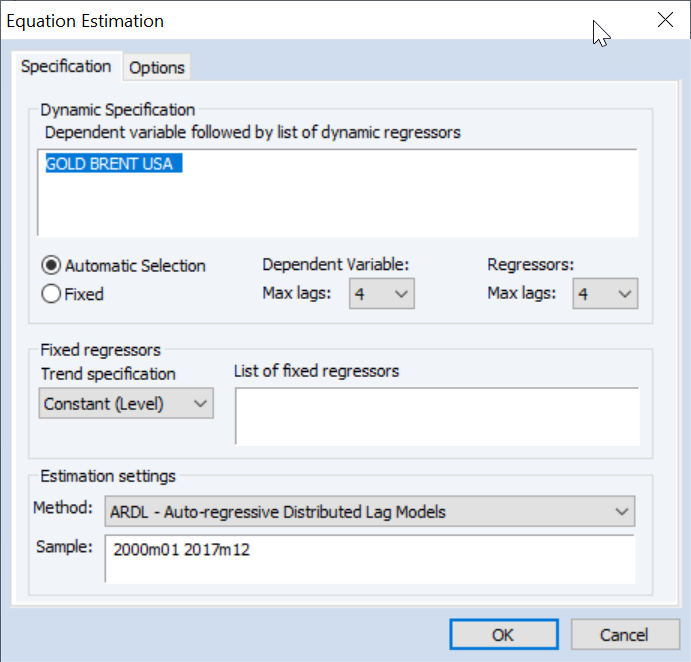 Equation Estimation
Specification Options
Dynamic Specification
Dependent variable followed by list of dynamic regressors
GOLD BRENT USA
Automatic Selection Dependent Variable: Regressors:
Fixed Max lags: 4 Max lags: 4
Fixed regressors
Trend specification List of fixed regressors
Constant (Level)
Estimation settings
Method: ARDL - Auto-regressive Distributed Lag Models
Sample: 2000m01 2017m12
OK Cancel